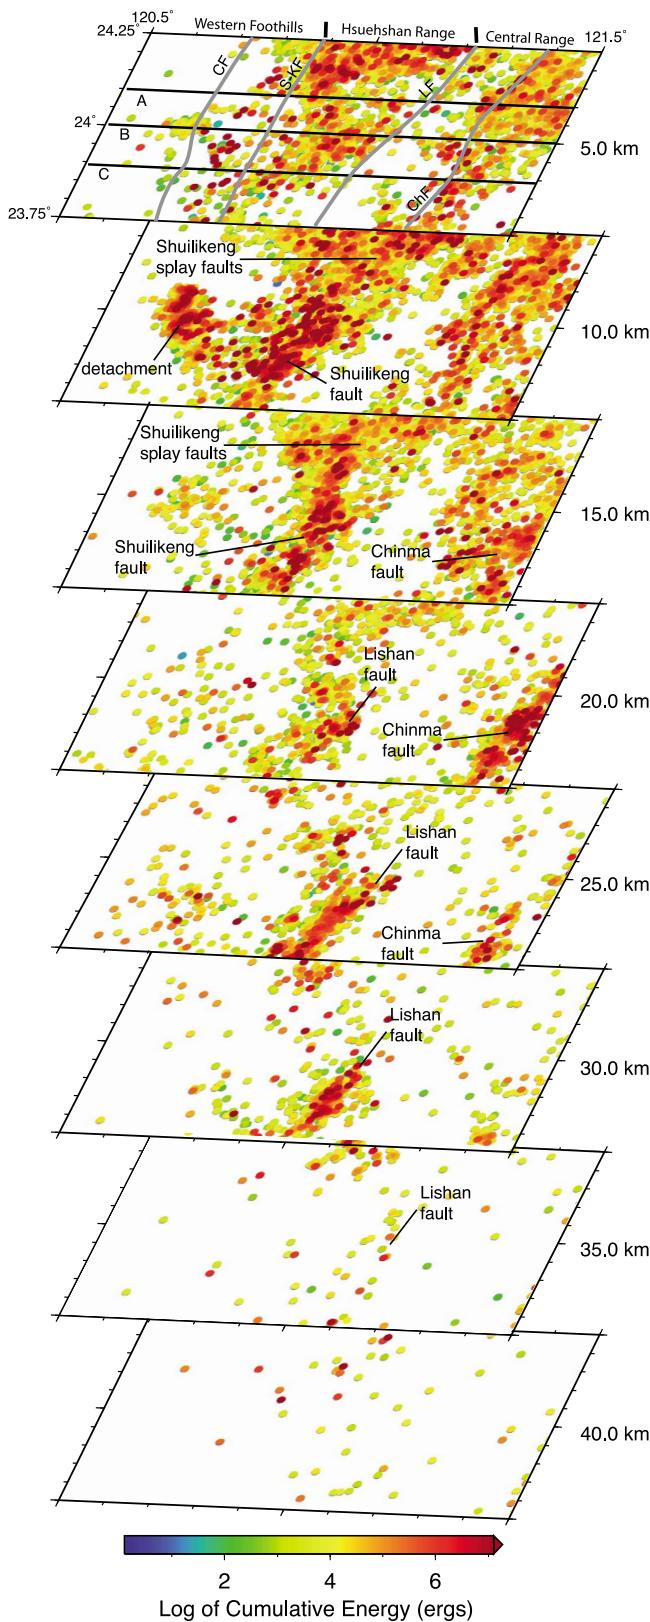 120.5°
Western Foothills
Hsuehshan Range
Central Range
121.5°
24.25°
CF
S-KF
LF
A
24°
B
5.0 km
C
ChF
23.75°
Shuilikeng
splay faults
10.0 km
detachment
Shuilikeng
fault
Shuilikeng
splay faults
15.0 km
Shuilikeng
fault
Chinma
fault
Lishan
fault
20.0 km
Chinma
fault
Lishan
fault
25.0 km
Chinma
fault
Lishan
fault
30.0 km
Lishan
fault
35.0 km
40.0 km
2 4 6
Log of Cumulative Energy (ergs)